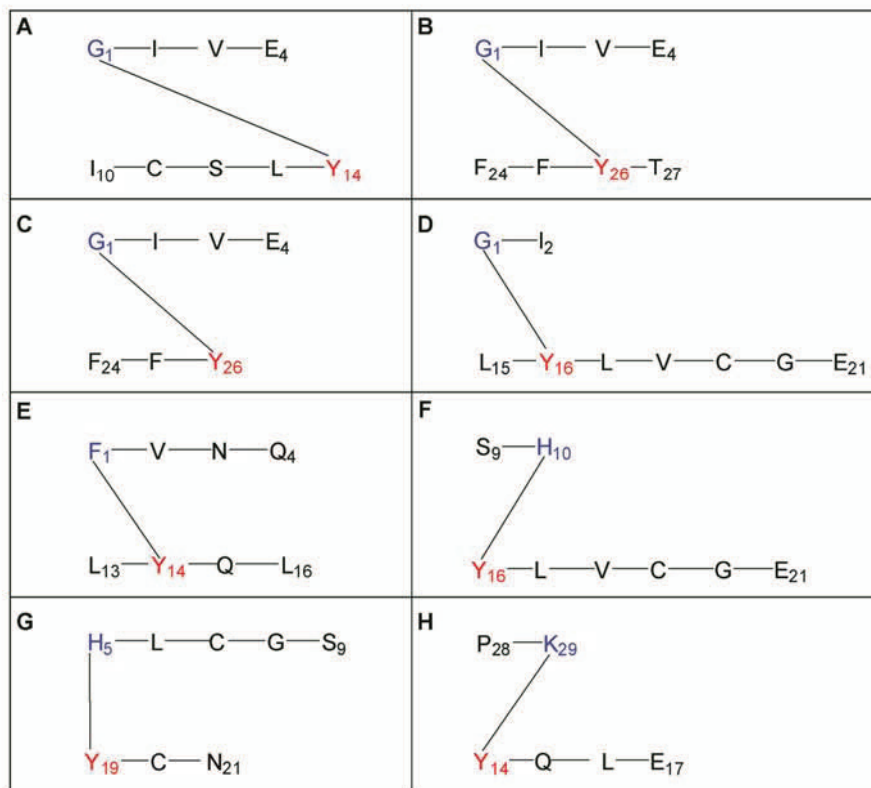 A
G1 I V E4
I10 C S L Y14
B
G1 I V E4
F24 F Y26 T27
C
G1 I V E4
F24 F Y26
D
G1 I2
L15 Y16 L V C G E21
E
F1 V N Q4
L13 Y14 Q L16
F
S9 H10
Y16 L V C G E21
G
H5 L C G S9
Y19 C N21
H
P28 K29
Y14 Q L E17